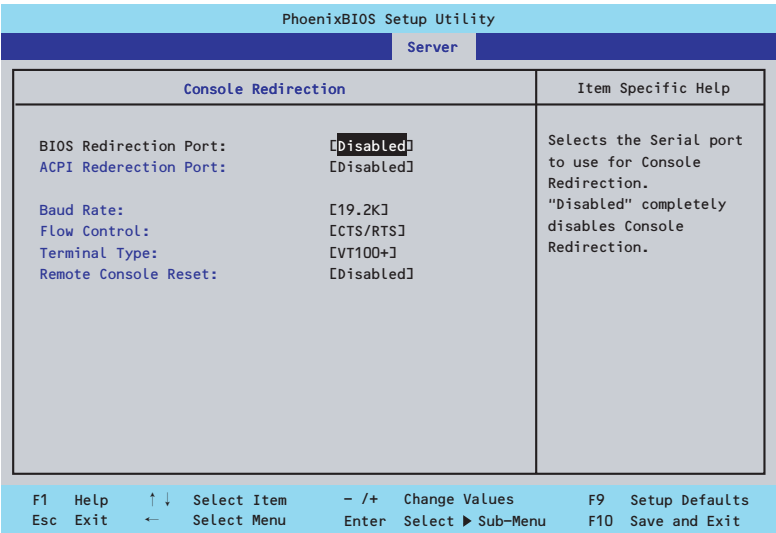 PhoenixBIOS Setup Utility
Server
Console Redirection
Item Specific Help
BIOS Redirection Port: [Disabled]
ACPI Rederection Port: [Disabled]
Baud Rate: [19.2K]
Flow Control: [CTS/RTS]
Terminal Type: [VT100+]
Remote Console Reset: [Disabled]
Selects the Serial port
to use for Console
Redirection.
“Disabled” completely
disables Console
Redirection.
F1 Help ↑↓ Select Item - /+ Change Values F9 Setup Defaults
Esc Exit ← Select Menu Enter Select ▶ Sub-Menu F10 Save and Exit